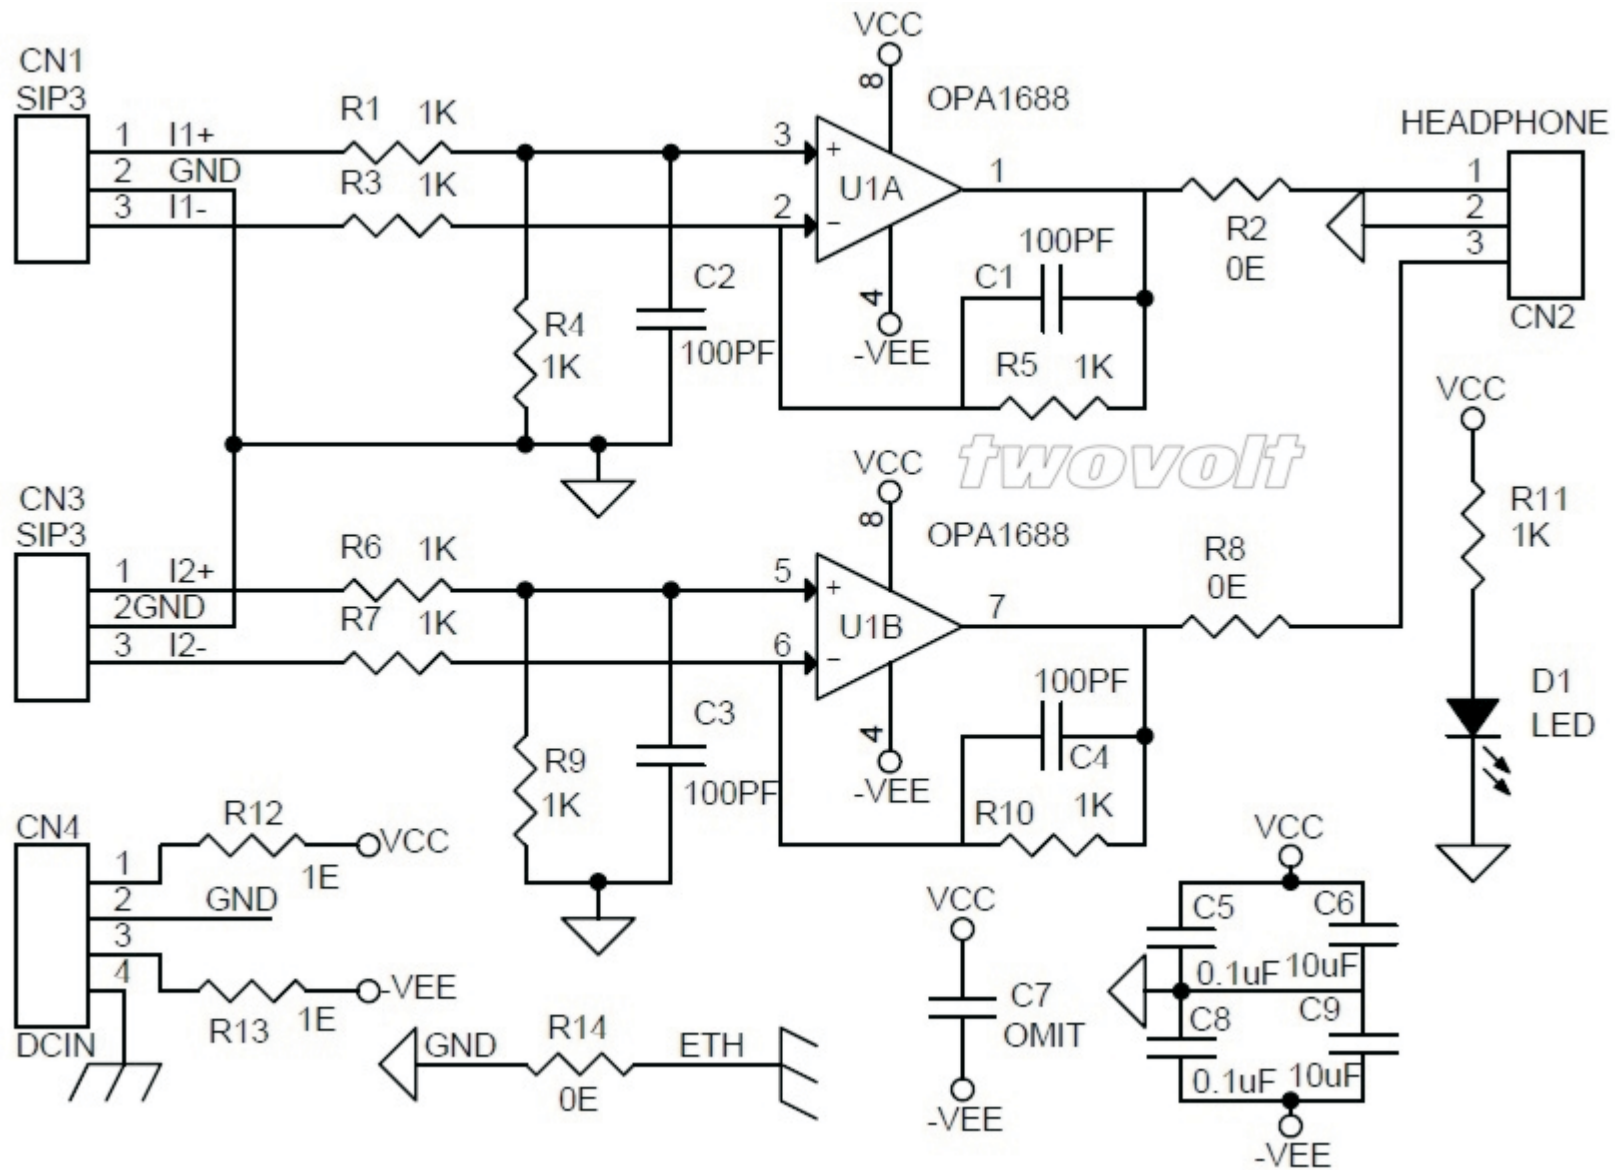 VCC
CN1
SIP3
8
OPA1688
R1 1K
1 I1+
3
+
HEADPHONE
2 GND
R3 1K
U1A
1
1
3 I1-
2
−
2
R2
0E
3
100PF
C2
C1
4
CN2
R4
1K
100PF
-VEE
R5 1K
VCC
twovolt
VCC
CN3
SIP3
8
OPA1688
R11
1K
R6 1K
R8
0E
1 I2+
5
+
2GND
R7 1K
U1B
7
3 I2-
6
−
100PF
D1
LED
C3
4
C4
R9
1K
100PF
-VEE
R10 1K
CN4
R12
VCC
1E
VCC
1
2 GND
VCC
C5 C6
3
4
0.1uF 10uF
-VEE
C7
OMIT
C8 C9
R13 1E
DCIN
GND R14 ETH
0E
0.1uF 10uF
-VEE
-VEE